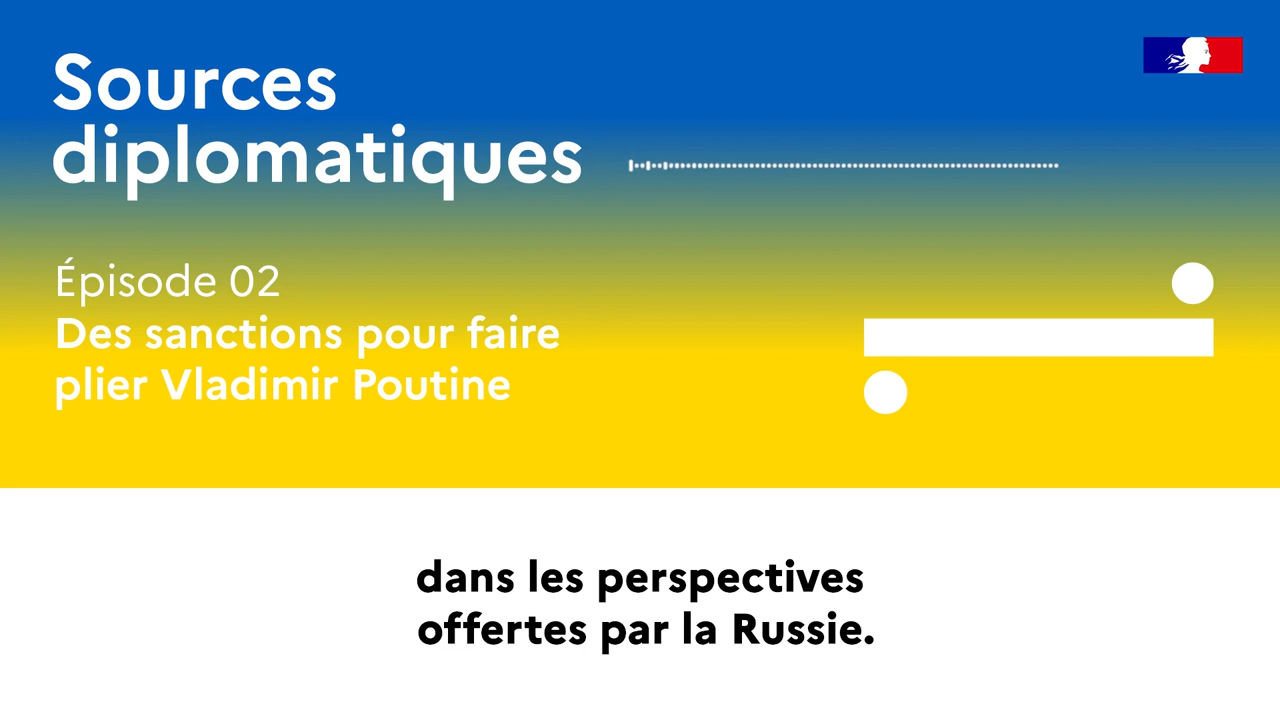 Sources
diplomatiques
Épisode 02
Des sanctions pour faire
plier Vladimir Poutine
dans les perspectives
offertes par la Russie.